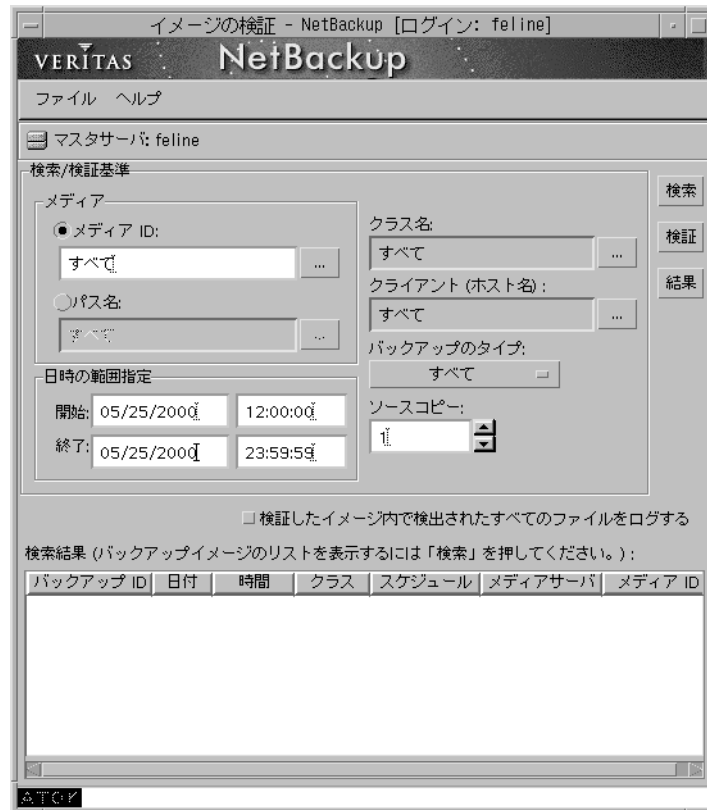 イメージの検証 - NetBackup [ログイン: feline]
VERITAS NetBackup
ファイル ヘルプ
マスタサーバ: feline
検索/検証基準
メディア
メディア ID:
すべて ...
パス名:
すべて ...
日時の範囲指定
開始: 05/25/2000 12:00:00
終了: 05/25/2000 23:59:59
クラス名:
すべて ...
クライアント (ホスト名) :
すべて ...
バックアップのタイプ:
すべて
ソースコピー:
1
検索
検証
結果
検証したイメージ内で検出されたすべてのファイルをログする
検索結果 (バックアップイメージのリストを表示するには「検索」を押してください。) :
バックアップ ID 日付 時間 クラス スケジュール メディアサーバ メディア ID
ATOK